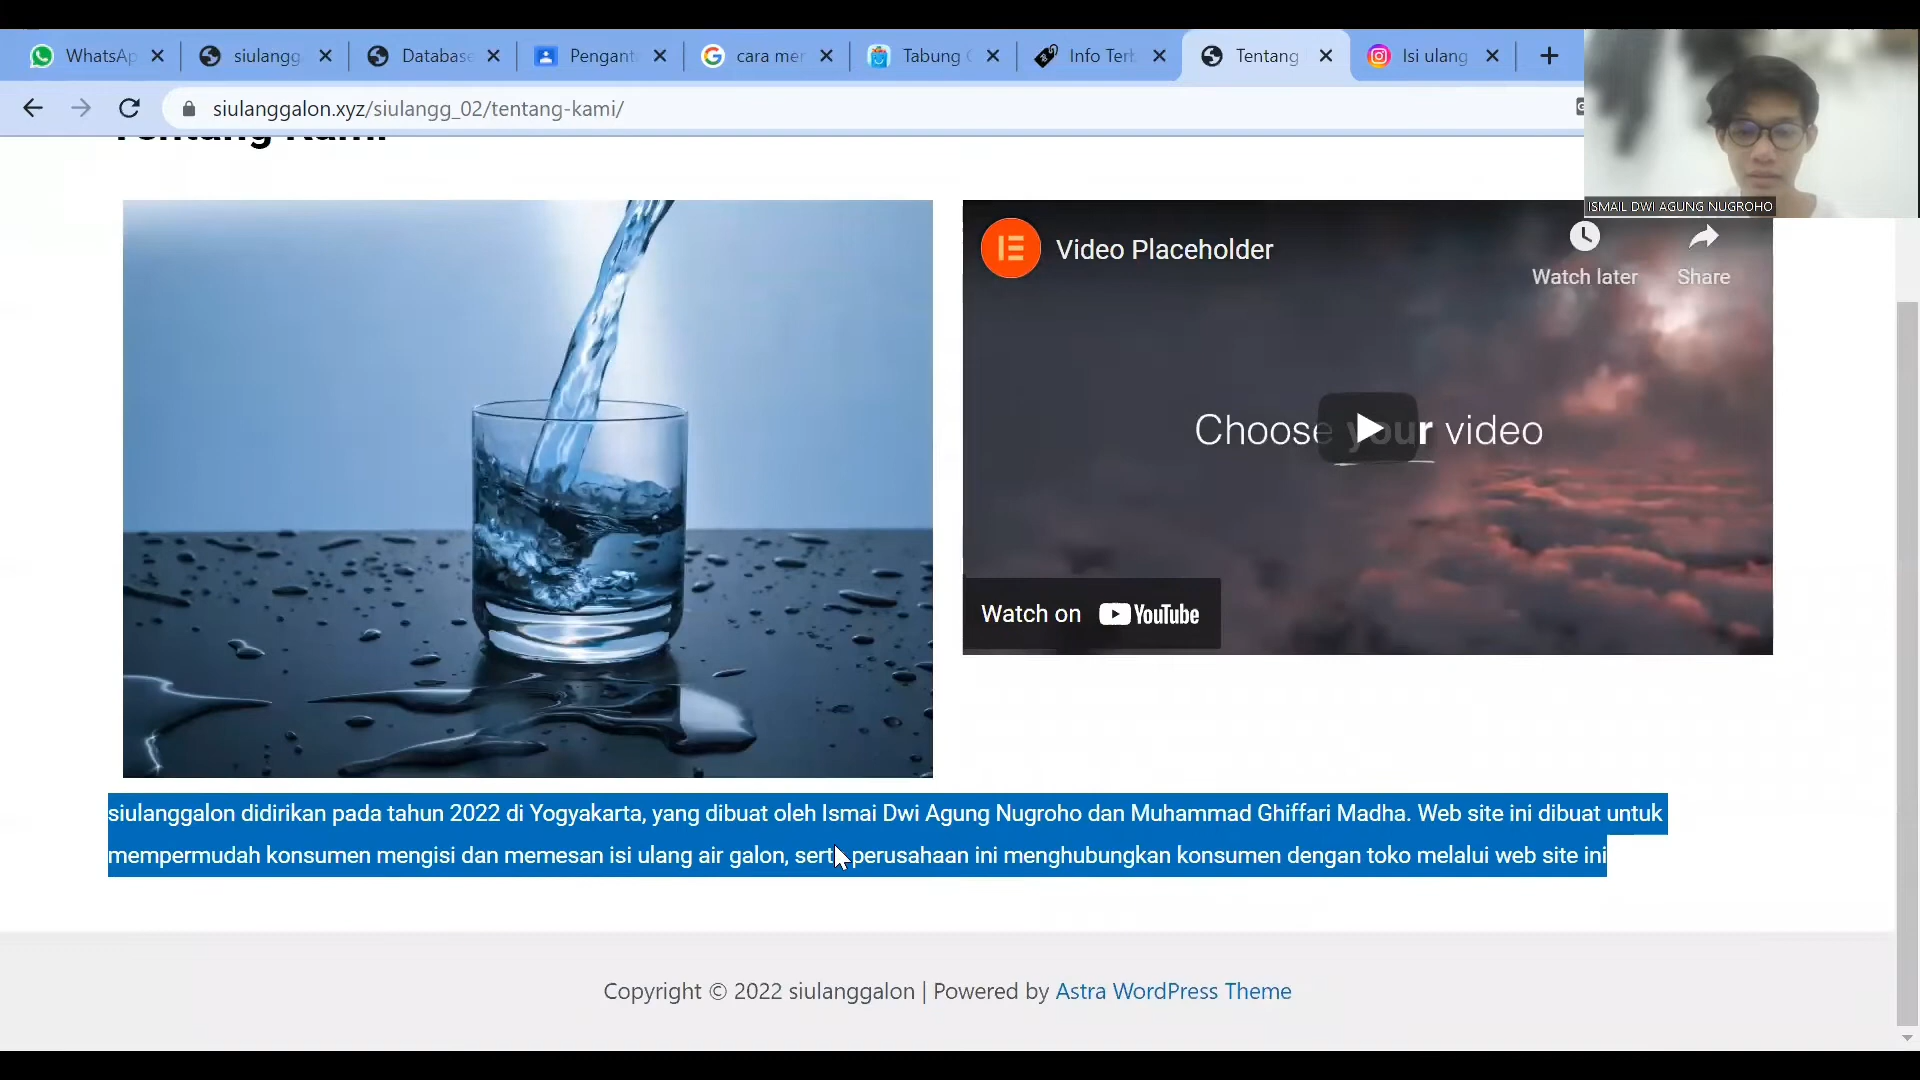 WhatsAp
siulangg
Database
Pengant
cara mer
Tabung
Info Ter
Tentang
Isi ulang
siulanggalon.xyz/siulangg_02/tentang-kami/
Tentang Kami
ISMAIL DWI AGUNG NUGROHO
Video Placeholder
Watch later
Share
Choose your video
Watch on YouTube
siulanggalon didirikan pada tahun 2022 di Yogyakarta, yang dibuat oleh Ismai Dwi Agung Nugroho dan Muhammad Ghiffari Madha. Web site ini dibuat untuk
mempermudah konsumen mengisi dan memesan isi ulang air galon, serta perusahaan ini menghubungkan konsumen dengan toko melalui web site ini
Copyright © 2022 siulanggalon | Powered by Astra WordPress Theme